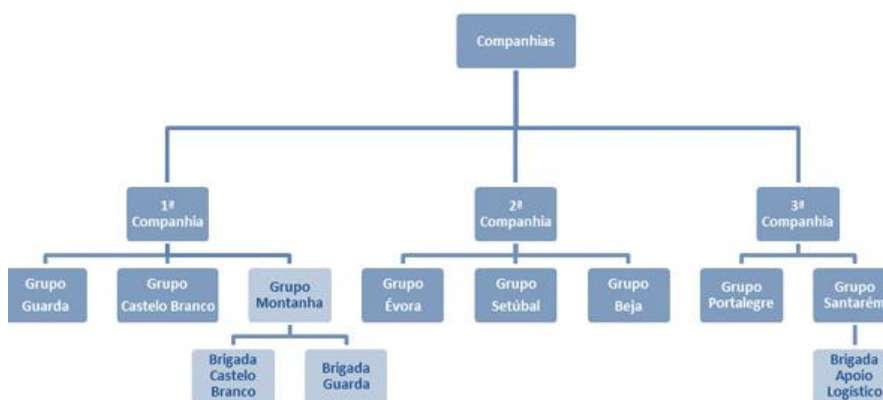 Companhias
1ª
Companhia
2ª
Companhia
3ª
Companhia
Grupo
Guarda
Grupo
Castelo Branco
Grupo
Montanha
Grupo
Évora
Grupo
Setúbal
Grupo
Beja
Grupo
Portalegre
Grupo
Santarém
Brigada
Castelo
Branco
Brigada
Guarda
Brigada
Apoio
Logístico